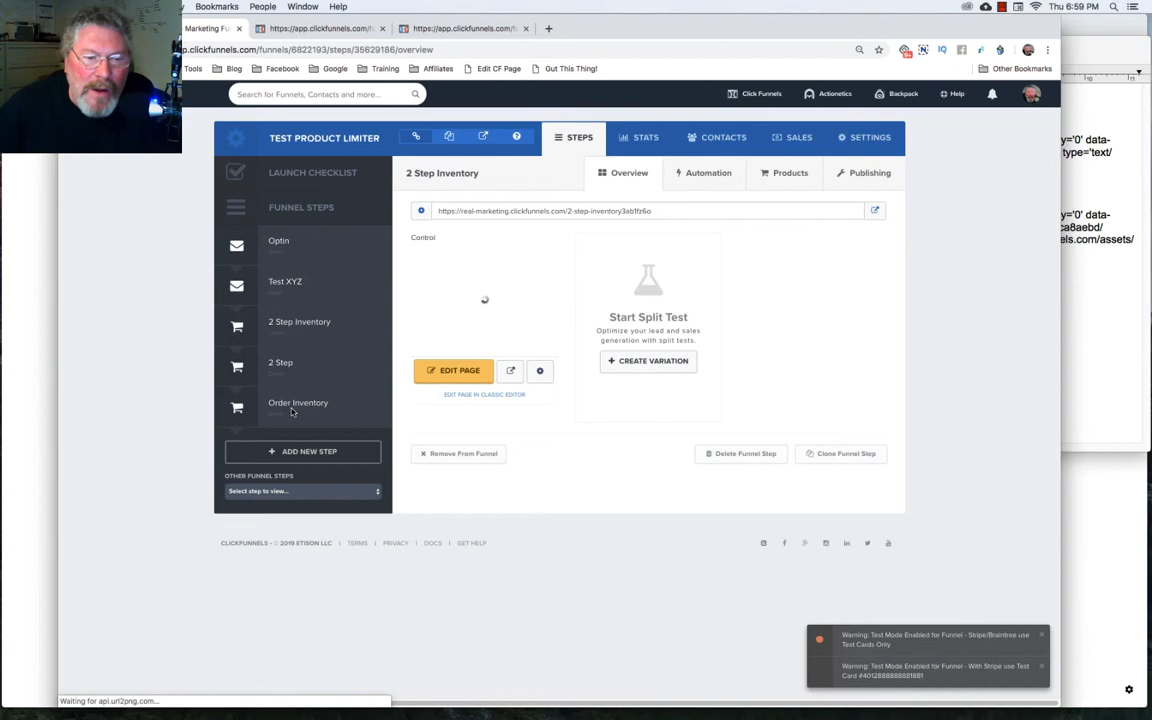 Bookmarks People Window Help
Thu 6:59 PM
Marketing Fu
https://app.clickfunnels.com/f
https://app.clickfunnels.com/f
p.clickfunnels.com/funnels/6822193/steps/35629186/overview
Tools Blog Facebook Google Training Affiliates Edit CF Page Gut This Thing! Other Bookmarks
Search for Funnels, Contacts and more...
Click Funnels Actionetics Backpack Help
TEST PRODUCT LIMITER
STEPS STATS CONTACTS SALES SETTINGS
LAUNCH CHECKLIST
2 Step Inventory
Overview Automation Products Publishing
FUNNEL STEPS
https://real-marketing.clickfunnels.com/2-step-inventory3ab1fz6o
Optin
Control
Test XYZ
2 Step Inventory
2 Step
Order Inventory
Start Split Test
Optimize your lead and sales
generation with split tests.
+ CREATE VARIATION
EDIT PAGE
EDIT PAGE IN CLASSIC EDITOR
+ ADD NEW STEP
× Remove From Funnel
Delete Funnel Step
Clone Funnel Step
OTHER FUNNEL STEPS
Select step to view...
CLICKFUNNELS - © 2019 ETISON LLC | TERMS | PRIVACY | DOCS | GET HELP
Warning: Test Mode Enabled for Funnel - Stripe/Braintree use
Test Cards Only
Warning: Test Mode Enabled for Funnel - With Stripe use Test
Card #4012888888881881
Waiting for api.url2png.com...
y='0' data-
type='text/
y='0' data-
ca8aebd/
els.com/assets/